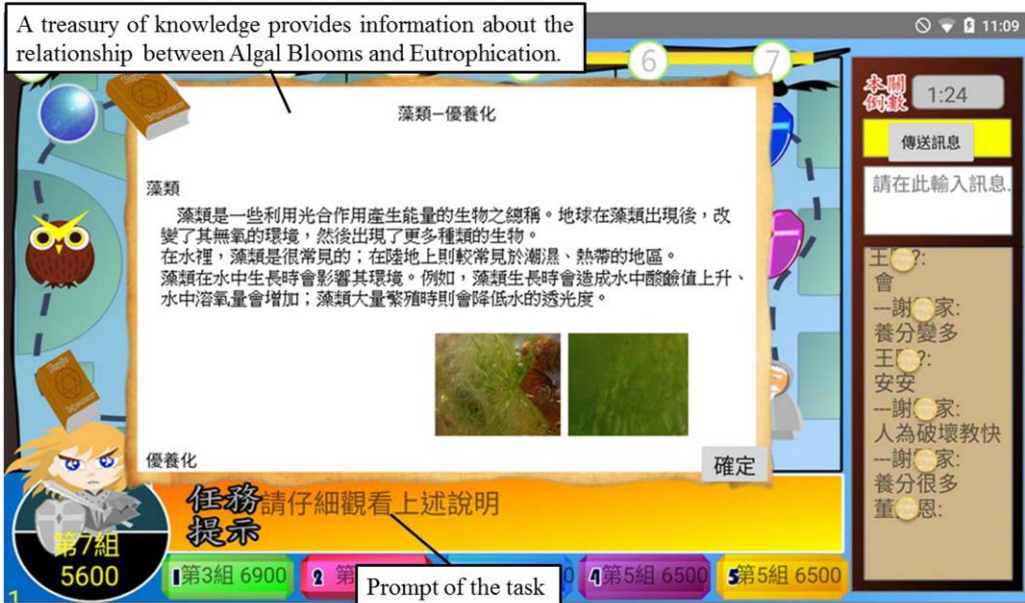 A treasury of knowledge provides information about the
relationship between Algal Blooms and Eutrophication.
11:09
6
7
藻類—優養化
藻類
藻類是一些利用光合作用產生能量的生物之總稱。地球在藻類出現後，改
變了其無氧的環境，然後出現了更多種類的生物。
在水裡，藻類是很常見的；在陸地上則較常見於潮濕、熱帶的地區。
藻類在水中生長時會影響其環境。例如，藻類生長時會造成水中酸鹼值上升、
水中溶氧量會增加；藻類大量繁殖時則會降低水的透光度。
優養化
確定
本關
倒數
1:24
傳送訊息
請在此輸入訊息.
王?:
會
---謝家:
養分變多
王?:
安安
---謝家:
人為破壞教快
---謝家:
養分很多
董恩:
任務
提示
請仔細觀看上述說明
第7組
5600
1
1第3組 6900
2 第
Prompt of the task
0
4第5組 6500
5第5組 6500